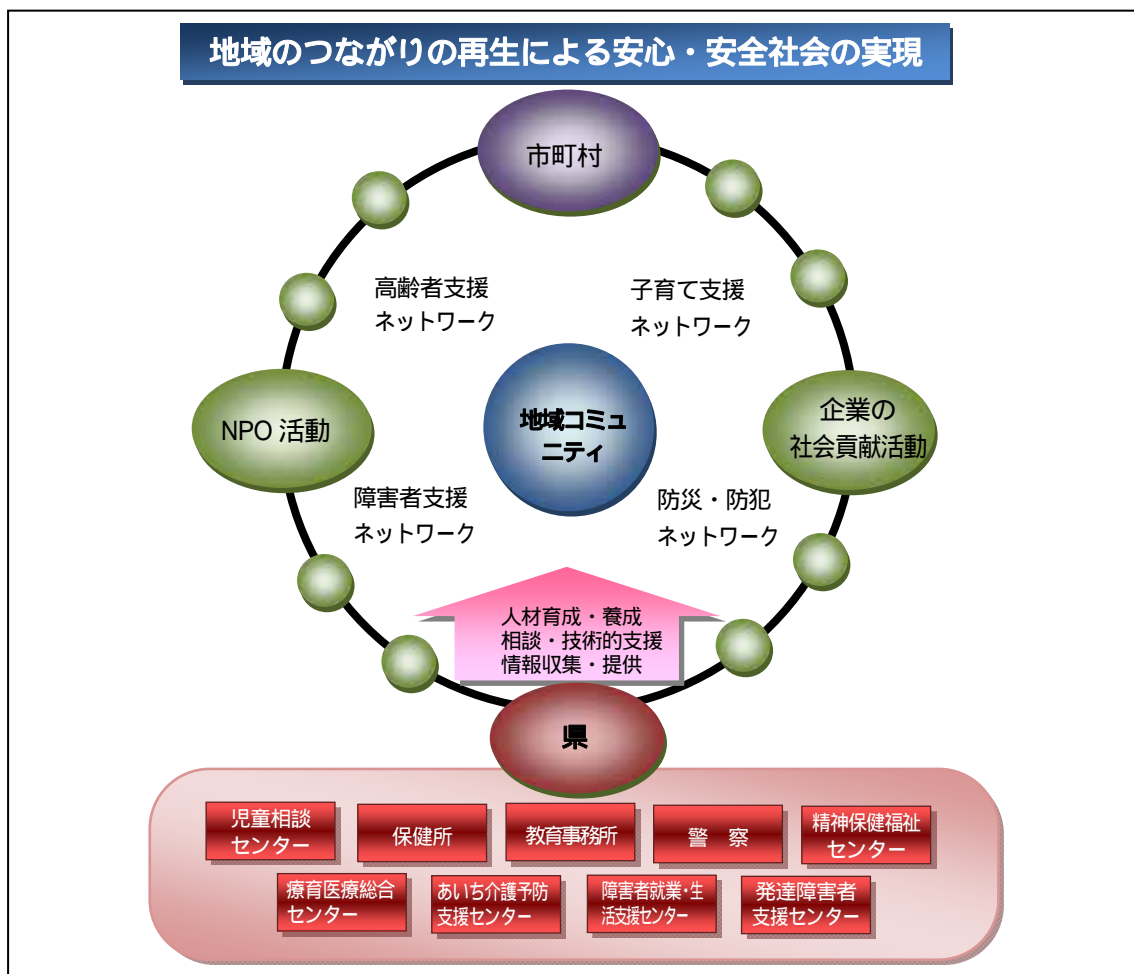 地域のつながりの再生による安心・安全社会の実現
市町村
高齢者支援
ネットワーク
子育て支援
ネットワーク
NPO 活動
地域コミュ
ニティ
企業の
社会貢献活動
障害者支援
ネットワーク
防災・防犯
ネットワーク
人材育成・養成
相談・技術的支援
情報収集・提供
県
児童相談
センター
保健所
教育事務所
警 察
精神保健福祉
センター
療育医療総合
センター
あいち介護予防
支援センター
障害者就業・生
活支援センター
発達障害者
支援センター